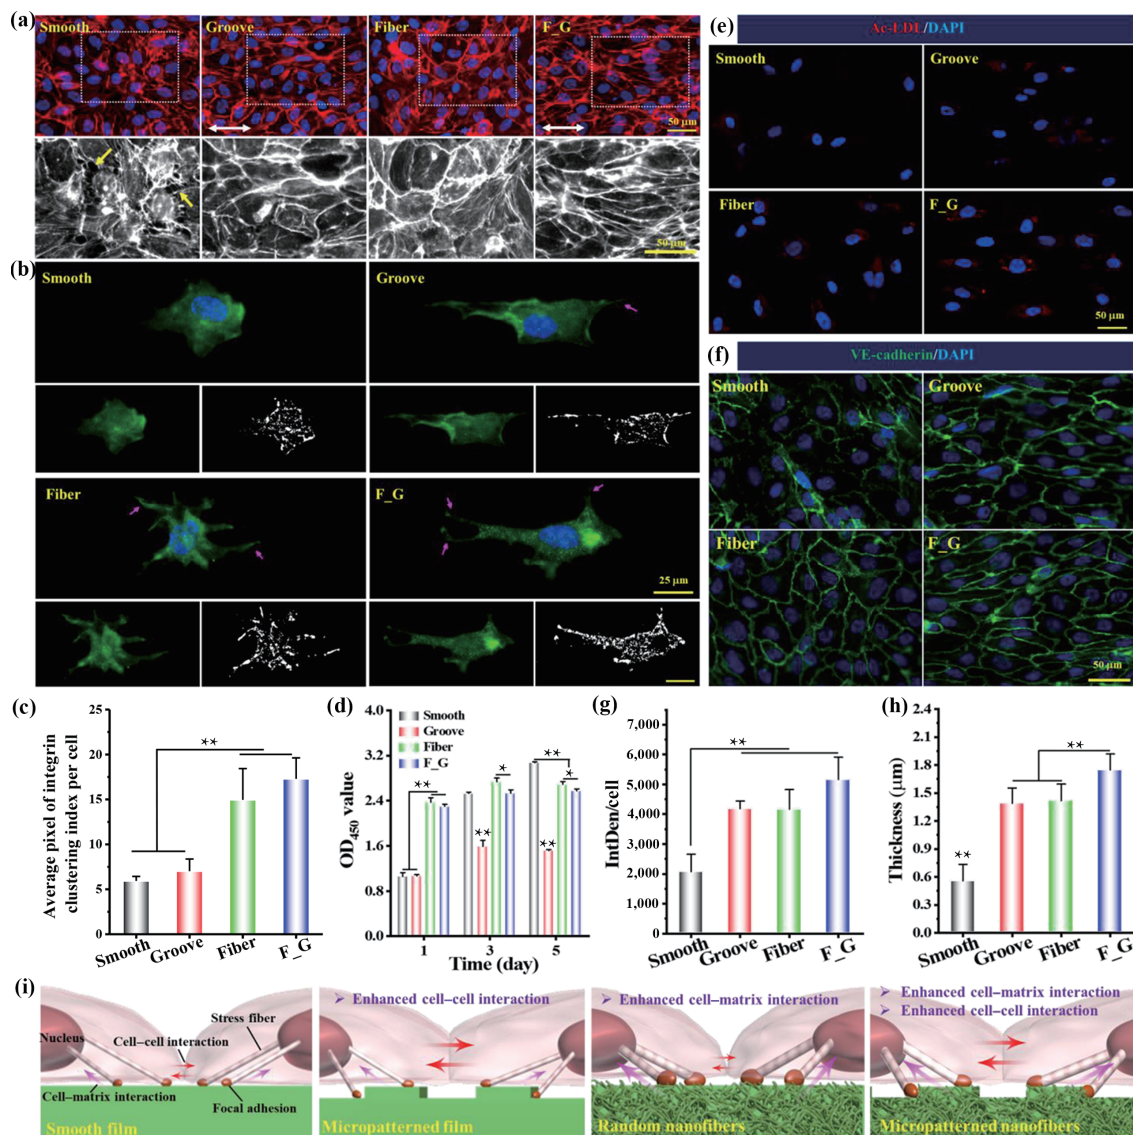 (a)
Smooth
Groove
Fiber
F_G
50 μm
50 μm
(b)
Smooth
Groove
Fiber
F_G
25 μm
(e)
Ac-LDL/DAPI
Smooth
Groove
Fiber
F_G
50 μm
(f)
VE-cadherin/DAPI
Smooth
Groove
Fiber
F_G
50 μm
(c)
Average pixel of integrin
clustering index per cell
25
20
15
10
5
0
**
Smooth
Groove
Fiber
F_G
(d)
OD450 value
4.0
3.2
2.4
1.6
0.8
0.0
Smooth
Groove
Fiber
F_G
**
*
**
**
*
**
1
3
5
Time (day)
(g)
IntDen/cell
7,000
6,000
5,000
4,000
3,000
2,000
1,000
0
**
Smooth
Groove
Fiber
F_G
(h)
Thickness (μm)
2.4
2.1
1.8
1.5
1.2
0.9
0.6
0.3
0.0
**
**
Smooth
Groove
Fiber
F_G
(i)
Nucleus
Cell–cell interaction
Stress fiber
Cell–matrix interaction
Focal adhesion
Smooth film
➢ Enhanced cell–cell interaction
Micropatterned film
➢ Enhanced cell–matrix interaction
Random nanofibers
➢ Enhanced cell–matrix interaction
➢ Enhanced cell–cell interaction
Micropatterned nanofibers